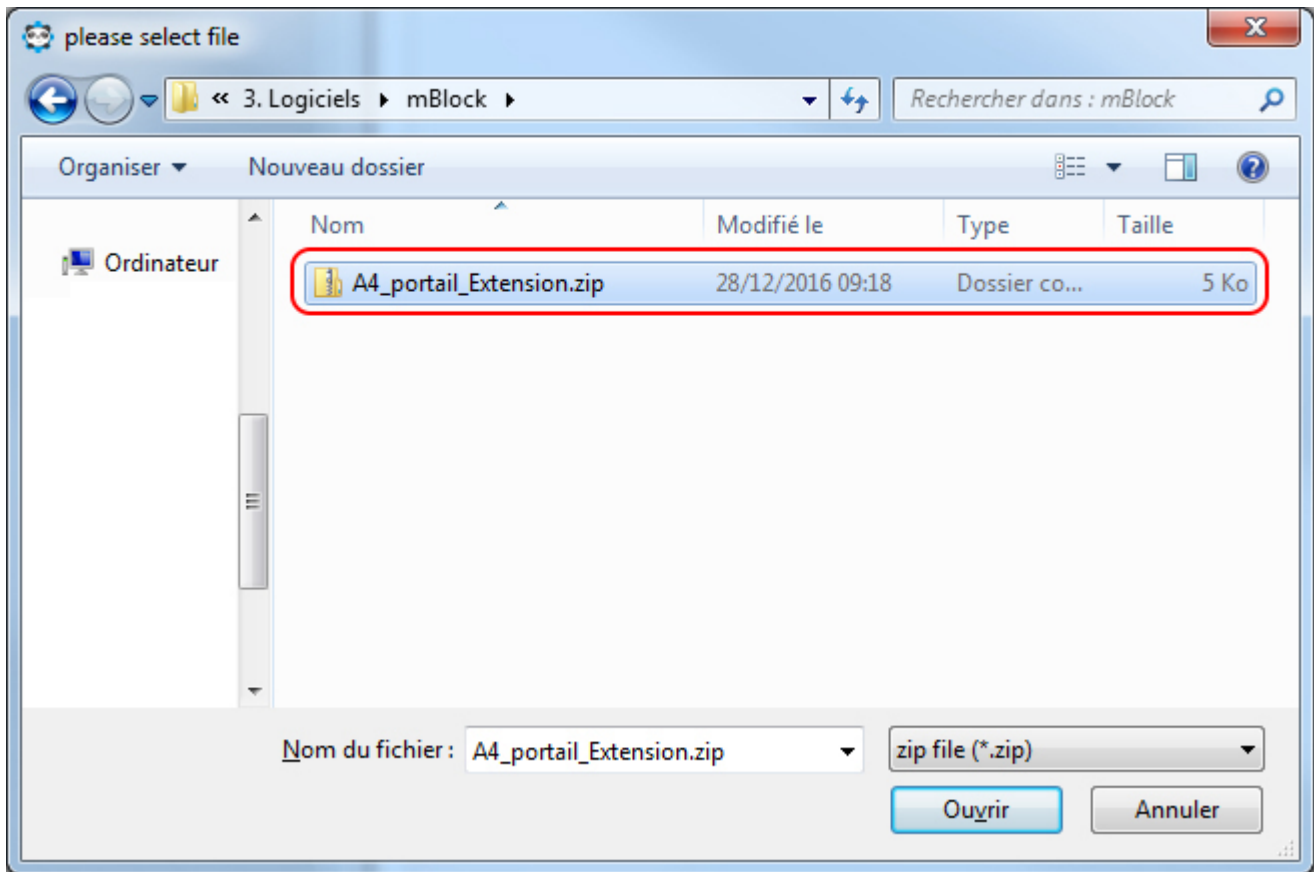 please select file
« 3. Logiciels ▸ mBlock ▸ Rechercher dans : mBlock
Organiser ▾ Nouveau dossier
Nom Modifié le Type Taille
Ordinateur
A4_portail_Extension.zip 28/12/2016 09:18 Dossier co... 5 Ko
Nom du fichier : A4_portail_Extension.zip zip file (*.zip)
Ouvrir Annuler